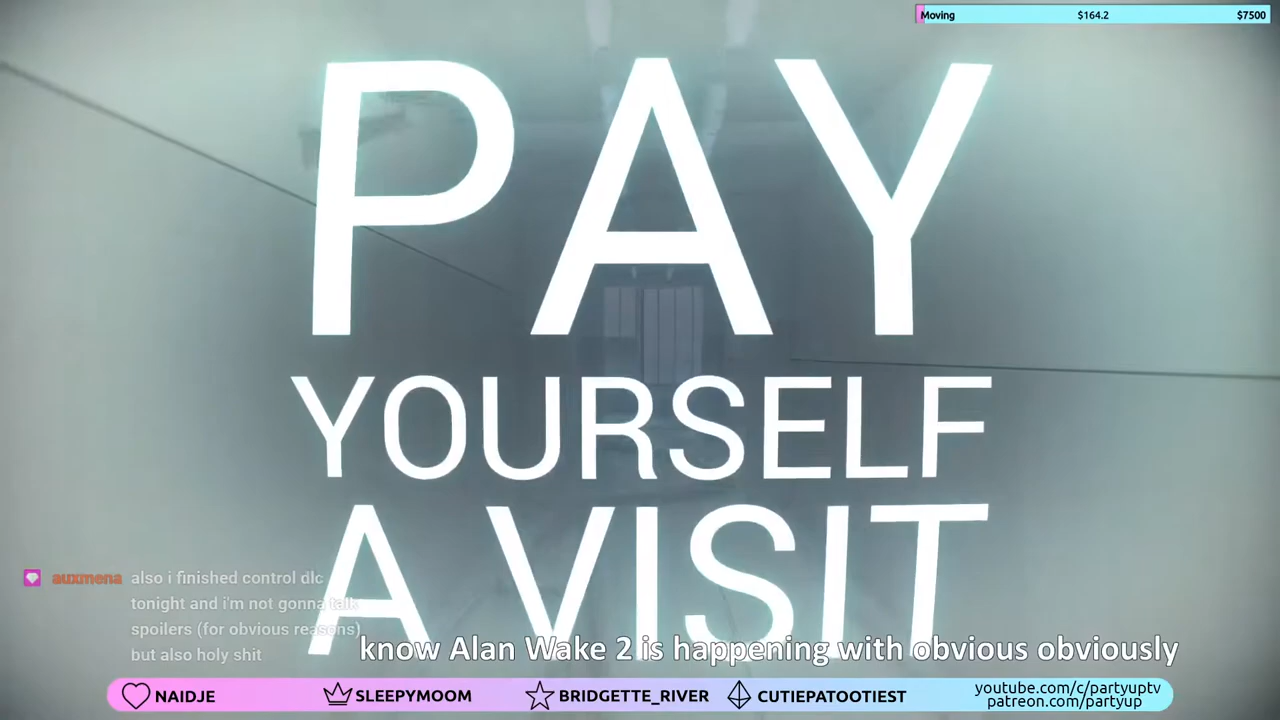 Moving $164.2 $7500
PAY
YOURSELF
A VISIT
auxmena also i finished control dlc
tonight and i'm not gonna talk
spoilers (for obvious reasons)
but also holy shit
know Alan Wake 2 is happening with obvious obviously
NAIDJE SLEEPYMOOM BRIDGETTE_RIVER CUTIEPATOOTIEST
youtube.com/c/partyuptv
patreon.com/partyup